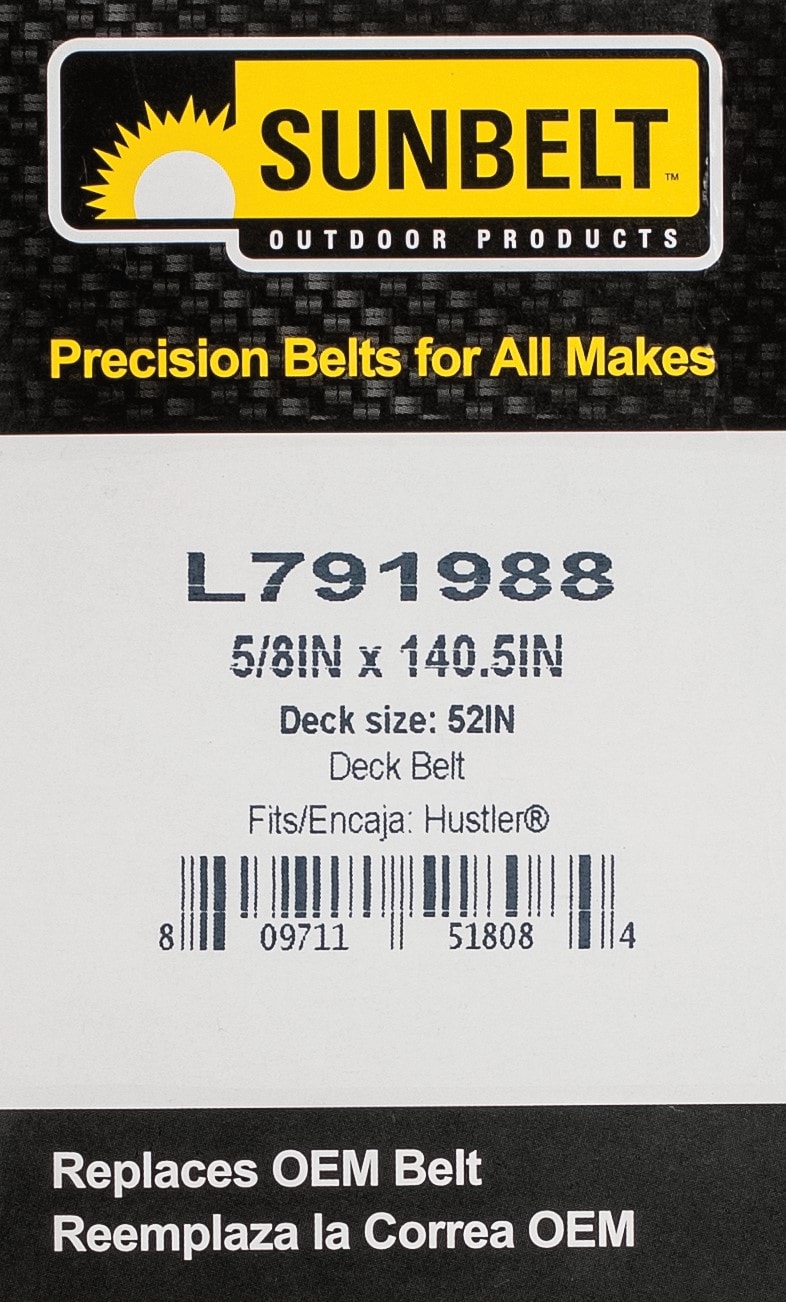 SUNBELT™
OUTDOOR PRODUCTS
Precision Belts for All Makes
L791988
5/8IN x 140.5IN
Deck size: 52IN
Deck Belt
Fits/Encaja: Hustler®
8 09711 51808 4
Replaces OEM Belt
Reemplaza la Correa OEM